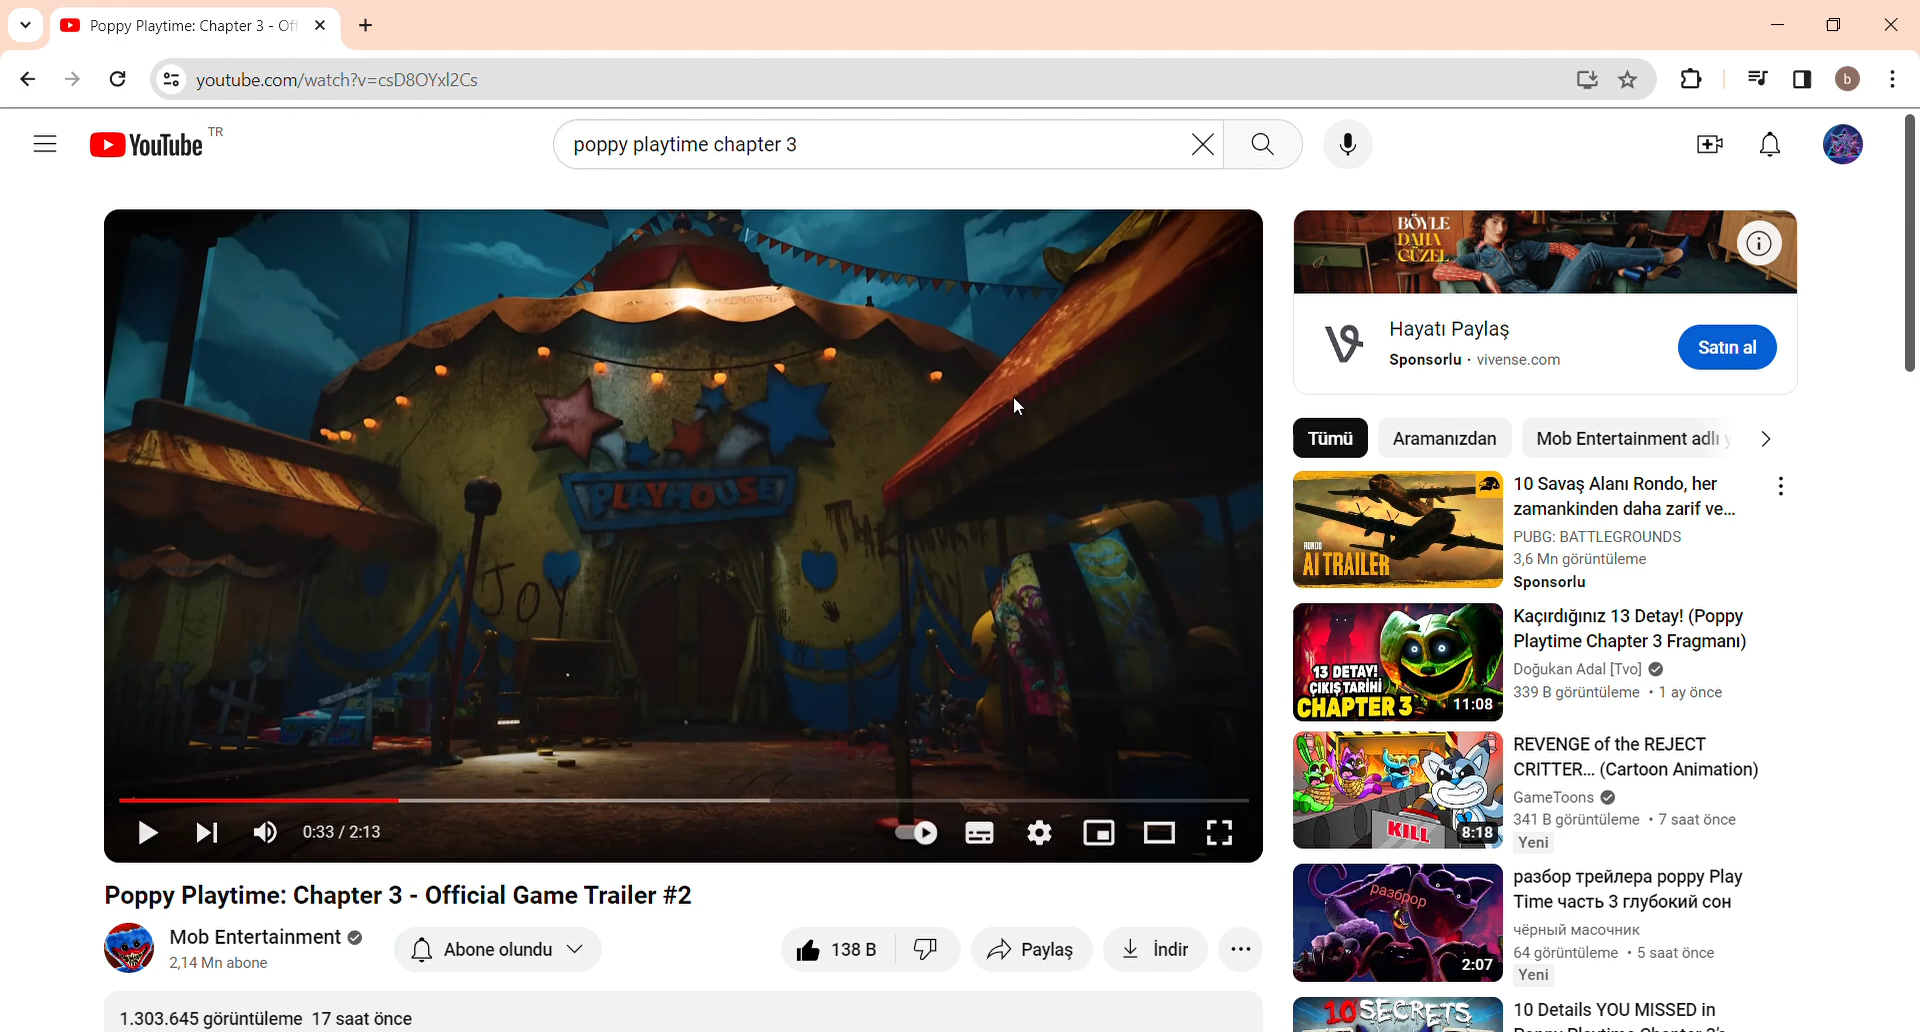 Poppy Playtime: Chapter 3 - Off
youtube.com/watch?v=csD8OYxl2Cs
b
YouTube TR
poppy playtime chapter 3
PLAYHOUSE
JOY
0:33 / 2:13
Poppy Playtime: Chapter 3 - Official Game Trailer #2
Mob Entertainment
2,14 Mn abone
Abone olundu
138 B
Paylaş
İndir
1.303.645 görüntüleme 17 saat önce
BÖYLE
DAHA
GÜZEL
Hayatı Paylaş
Sponsorlu · vivense.com
Satın al
Tümü
Aramanızdan
Mob Entertainment adlı y
RONDO
AI TRAILER
10 Savaş Alanı Rondo, her
zamankinden daha zarif ve...
PUBG: BATTLEGROUNDS
3,6 Mn görüntüleme
Sponsorlu
13 DETAY!
ÇIKIŞ TARİHİ
CHAPTER 3
11:08
Kaçırdığınız 13 Detay! (Poppy
Playtime Chapter 3 Fragmanı)
Doğukan Adal [Tvo]
339 B görüntüleme • 1 ay önce
KILL
8:18
REVENGE of the REJECT
CRITTER... (Cartoon Animation)
GameToons
341 B görüntüleme • 7 saat önce
Yeni
разброр
2:07
разбор трейлера poppy Play
Time часть 3 глубокий сон
чёрный масочник
64 görüntüleme • 5 saat önce
Yeni
10 SECRETS
10 Details YOU MISSED in